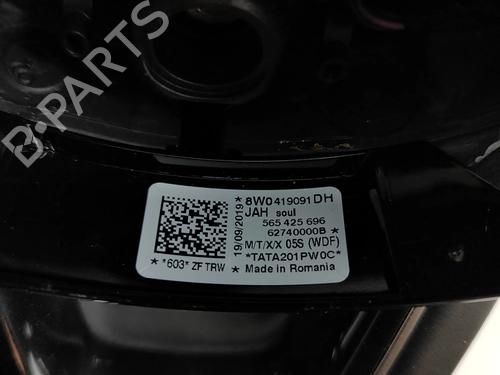 B-PARTS
19/09/2019
*8W0419091DH
JAH soul
565 425 696
62740000B
M/T/X/X 05S (WDF)
*TATA201PW0C*
*603* ZF TRW
Made in Romania